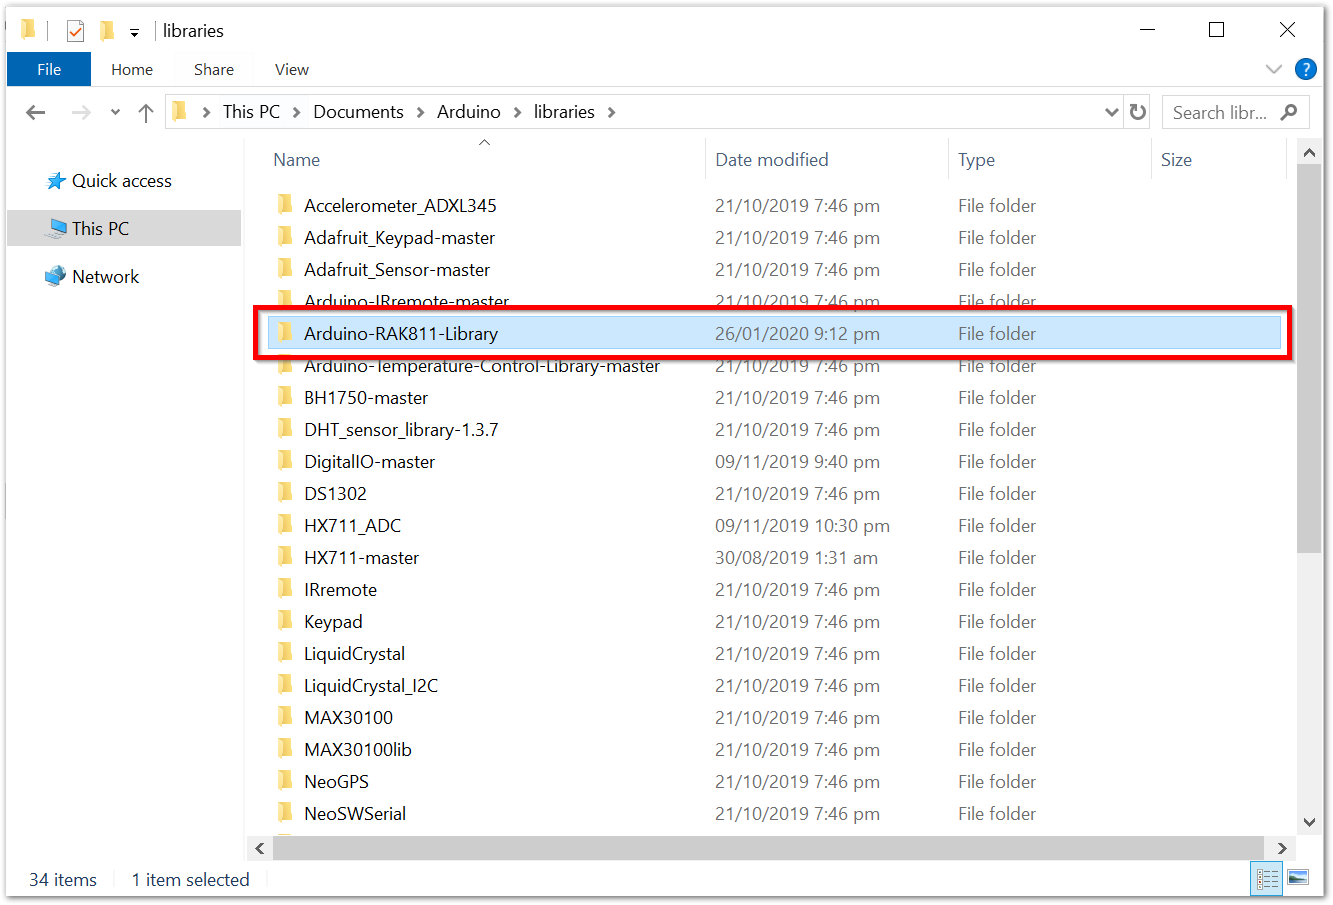 libraries
File Home Share View ?
This PC Documents Arduino libraries Search libr...
Name Date modified Type Size
Quick access
This PC
Network
Accelerometer_ADXL345 21/10/2019 7:46 pm File folder
Adafruit_Keypad-master 21/10/2019 7:46 pm File folder
Adafruit_Sensor-master 21/10/2019 7:46 pm File folder
Arduino-IRremote-master 21/10/2019 7:46 pm File folder
Arduino-RAK811-Library 26/01/2020 9:12 pm File folder
Arduino-Temperature-Control-Library-master 21/10/2019 7:46 pm File folder
BH1750-master 21/10/2019 7:46 pm File folder
DHT_sensor_library-1.3.7 21/10/2019 7:46 pm File folder
DigitalIO-master 09/11/2019 9:40 pm File folder
DS1302 21/10/2019 7:46 pm File folder
HX711_ADC 09/11/2019 10:30 pm File folder
HX711-master 30/08/2019 1:31 am File folder
IRremote 21/10/2019 7:46 pm File folder
Keypad 21/10/2019 7:46 pm File folder
LiquidCrystal 21/10/2019 7:46 pm File folder
LiquidCrystal_I2C 21/10/2019 7:46 pm File folder
MAX30100 21/10/2019 7:46 pm File folder
MAX30100lib 21/10/2019 7:46 pm File folder
NeoGPS 21/10/2019 7:46 pm File folder
NeoSWSerial 21/10/2019 7:46 pm File folder
34 items 1 item selected